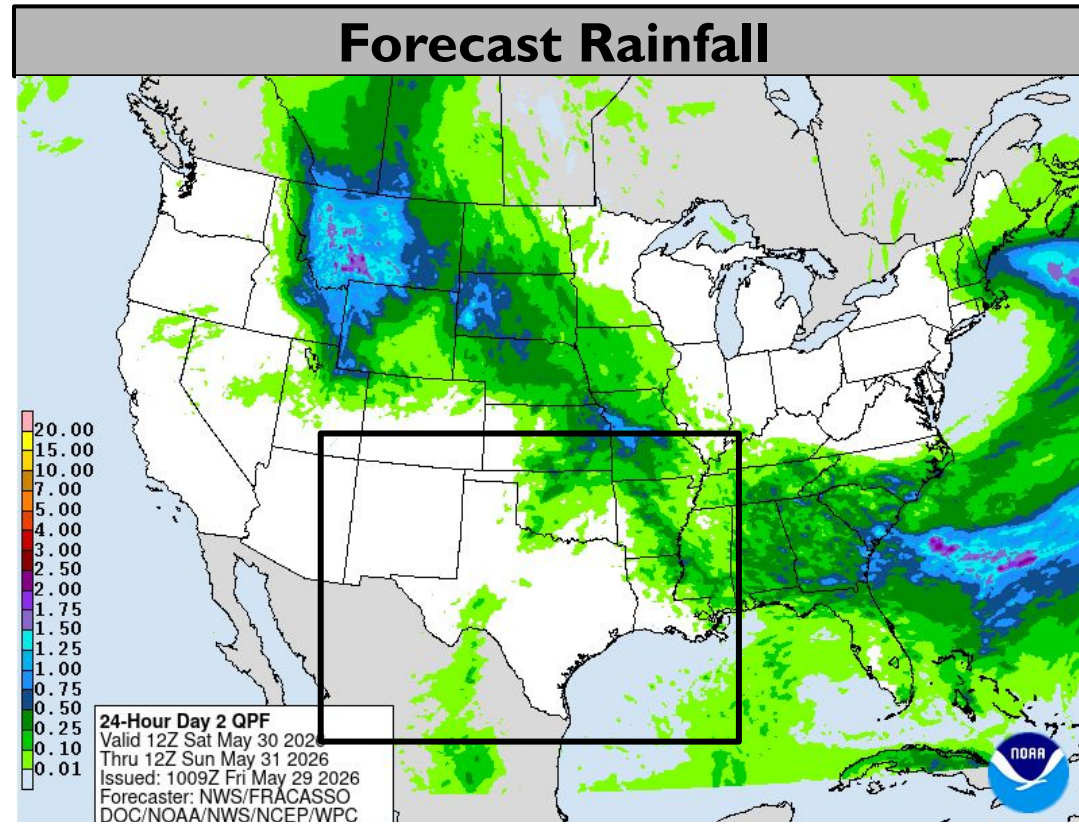 Forecast Rainfall
20.00
15.00
10.00
7.00
5.00
4.00
3.00
2.50
2.00
1.75
1.50
1.25
1.00
0.75
0.50
0.25
0.10
0.01
24-Hour Day 2 QPF
Valid 12Z Sat May 30 2026
Thru 12Z Sun May 31 2026
Issued: 1009Z Fri May 29 2026
Forecaster: NWS/FRACASSO
DOC/NOAA/NWS/NCEP/WPC
NOAA